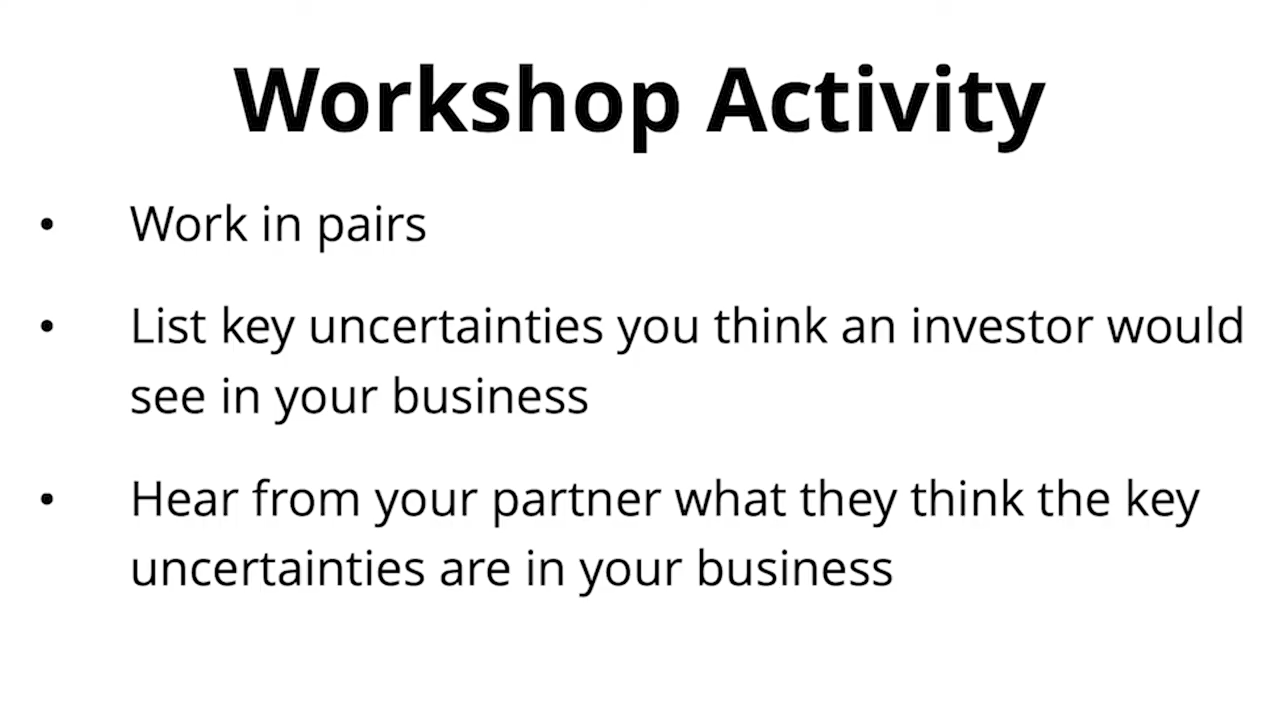 Workshop Activity
• Work in pairs
• List key uncertainties you think an investor would
see in your business
• Hear from your partner what they think the key
uncertainties are in your business